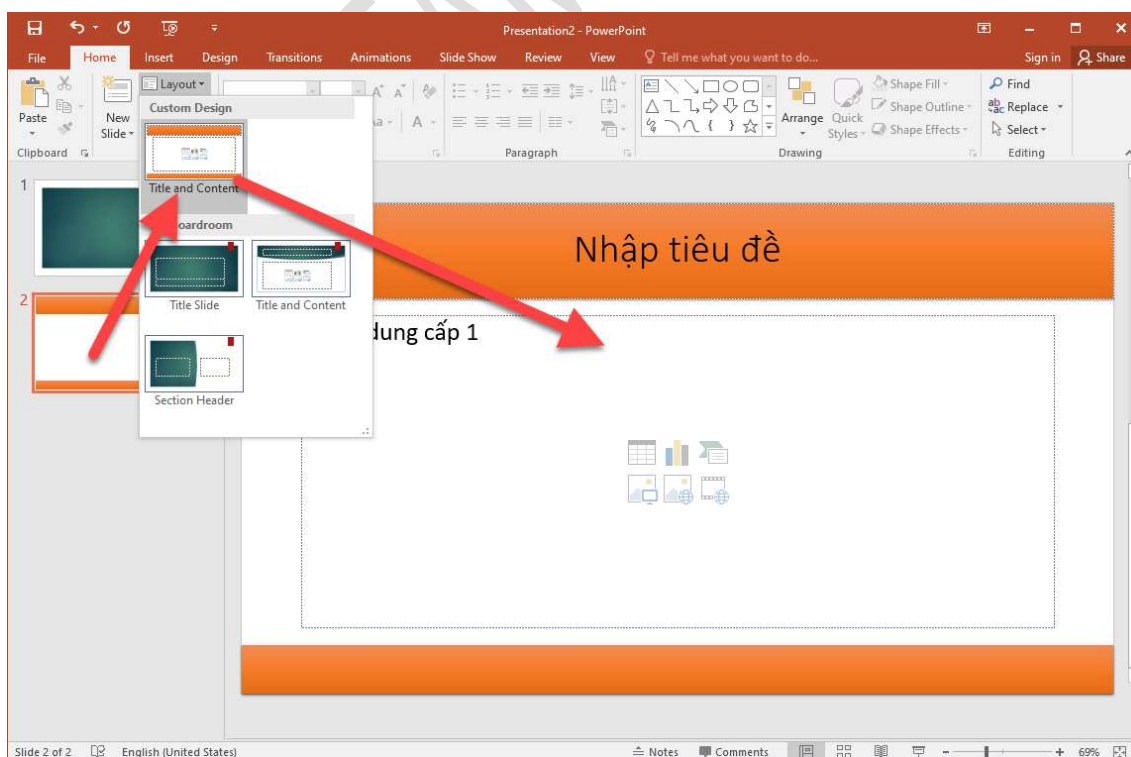 Presentation2 - PowerPoint
File Home Insert Design Transitions Animations Slide Show Review View Tell me what you want to do... Sign in Share
Paste
New
Slide
Layout
Arrange
Quick
Styles
Shape Fill
Shape Outline
Shape Effects
Find
Replace
Select
Clipboard Paragraph Drawing Editing
Custom Design
Title and Content
oardroom
Title Slide Title and Content
Section Header
1
2
Nhập tiêu đề
dung cấp 1
Slide 2 of 2 English (United States) Notes Comments 69%